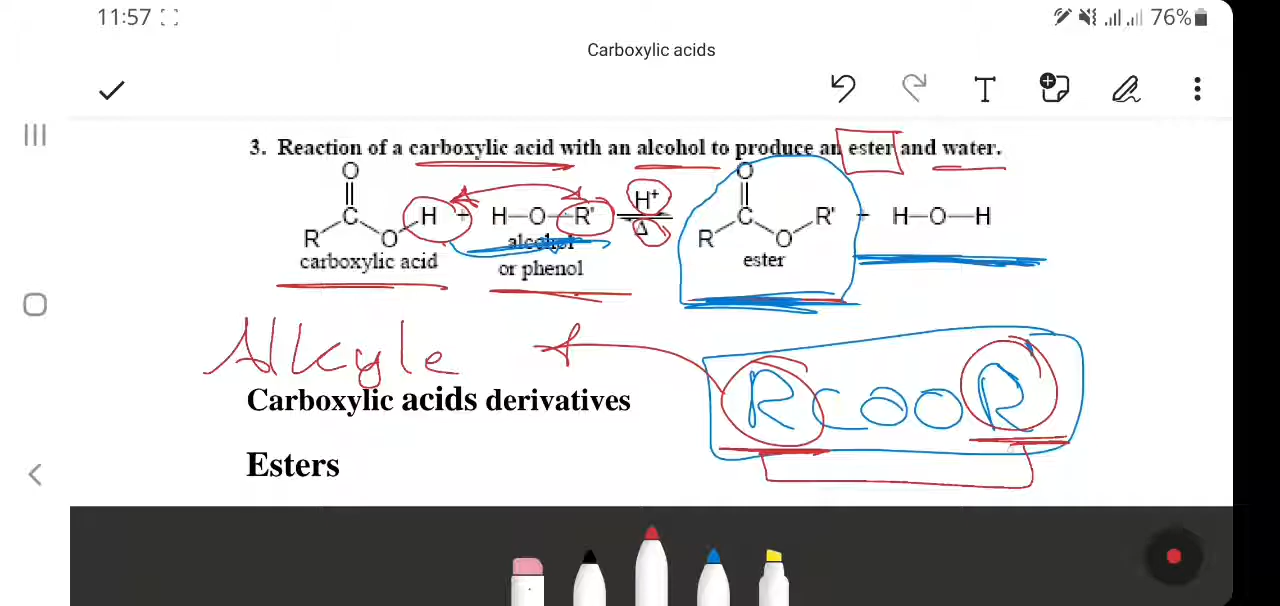 11:57
76%
Carboxylic acids
T
3. Reaction of a carboxylic acid with an alcohol to produce an ester and water.
O O
C H + H—O—R' H⁺ C R' + H—O—H
R O Δ R O
alcohol
carboxylic acid or phenol ester
Alkyle
RCOOR'
Carboxylic acids derivatives
Esters